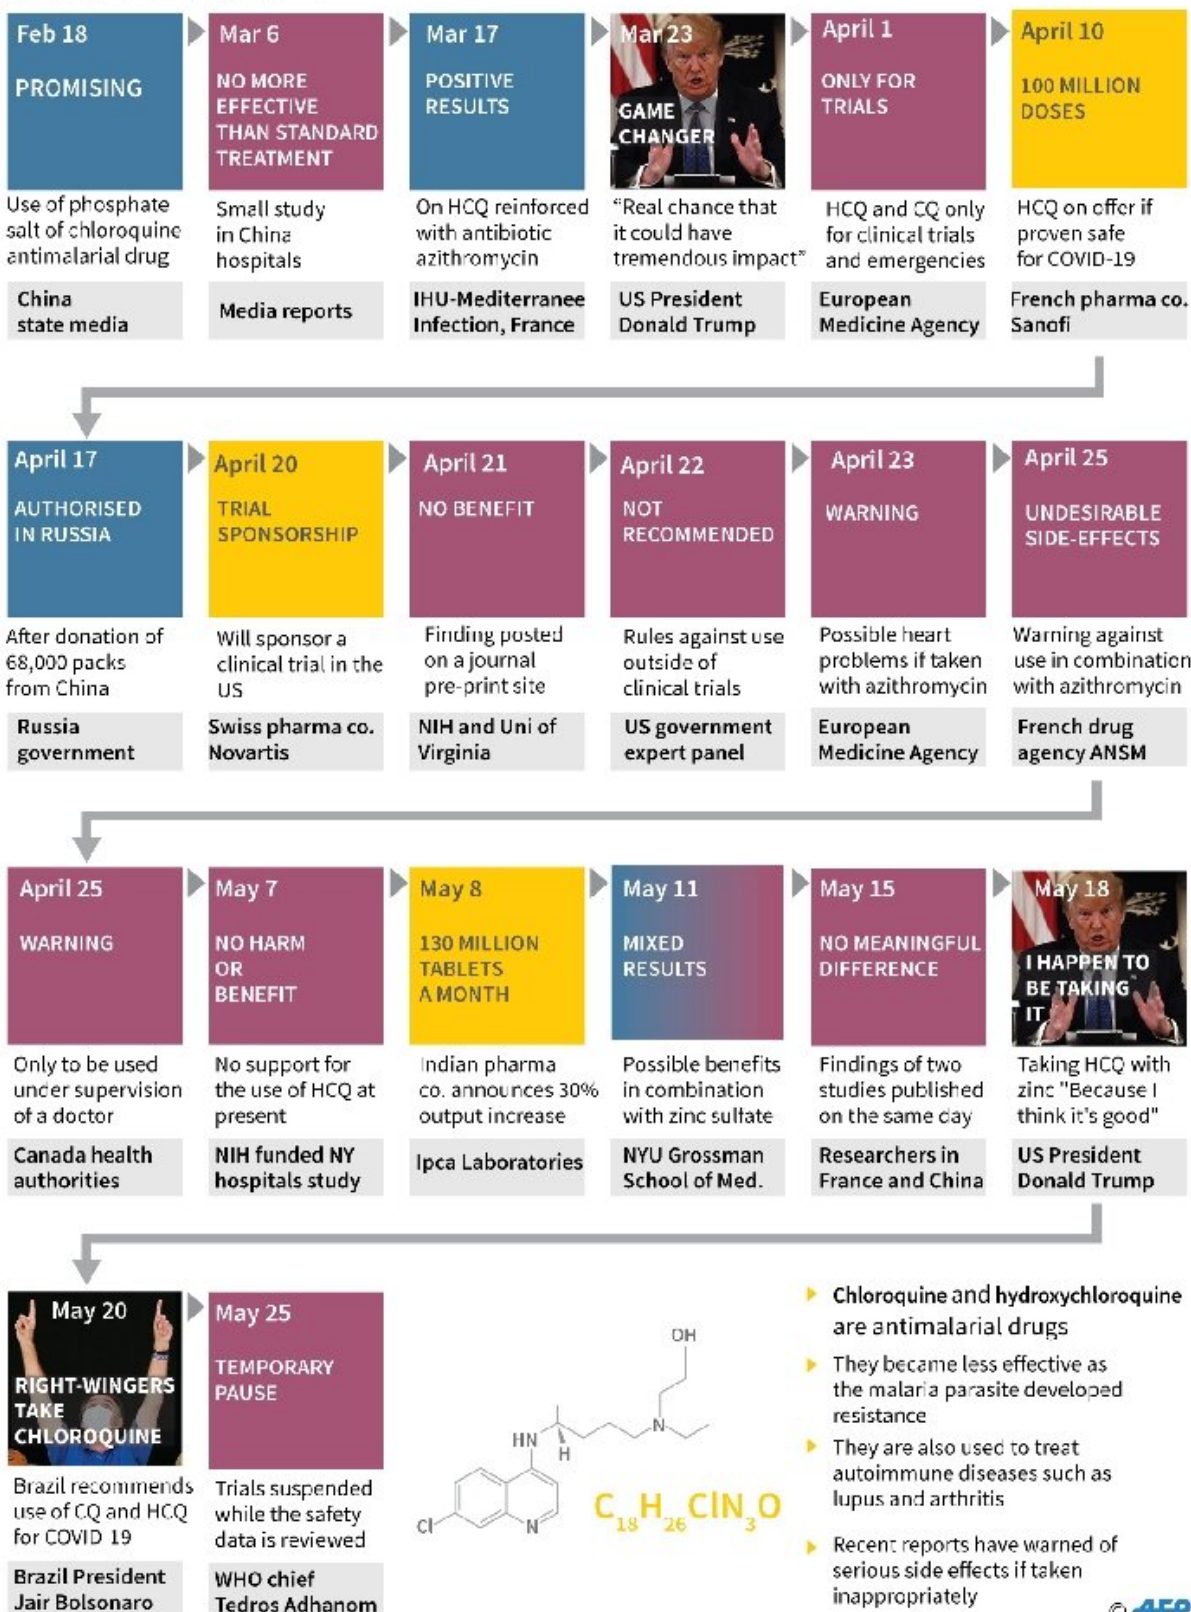 Feb 18
PROMISING
Use of phosphate
salt of chloroquine
antimalarial drug
China
state media
Mar 6
NO MORE
EFFECTIVE
THAN STANDARD
TREATMENT
Small study
in China
hospitals
Media reports
Mar 17
POSITIVE
RESULTS
On HCQ reinforced
with antibiotic
azithromycin
IHU-Mediterranee
Infection, France
Mar 23
GAME
CHANGER
“Real chance that
it could have
tremendous impact”
US President
Donald Trump
April 1
ONLY FOR
TRIALS
HCQ and CQ only
for clinical trials
and emergencies
European
Medicine Agency
April 10
100 MILLION
DOSES
HCQ on offer if
proven safe
for COVID-19
French pharma co.
Sanofi
April 17
AUTHORISED
IN RUSSIA
After donation of
68,000 packs
from China
Russia
government
April 20
TRIAL
SPONSORSHIP
Will sponsor a
clinical trial in the
US
Swiss pharma co.
Novartis
April 21
NO BENEFIT
Finding posted
on a journal
pre-print site
NIH and Uni of
Virginia
April 22
NOT
RECOMMENDED
Rules against use
outside of
clinical trials
US government
expert panel
April 23
WARNING
Possible heart
problems if taken
with azithromycin
European
Medicine Agency
April 25
UNDESIRABLE
SIDE-EFFECTS
Warning against
use in combination
with azithromycin
French drug
agency ANSM
April 25
WARNING
Only to be used
under supervision
of a doctor
Canada health
authorities
May 7
NO HARM
OR
BENEFIT
No support for
the use of HCQ at
present
NIH funded NY
hospitals study
May 8
130 MILLION
TABLETS
A MONTH
Indian pharma
co. announces 30%
output increase
Ipca Laboratories
May 11
MIXED
RESULTS
Possible benefits
in combination
with zinc sulfate
NYU Grossman
School of Med.
May 15
NO MEANINGFUL
DIFFERENCE
Findings of two
studies published
on the same day
Researchers in
France and China
May 18
I HAPPEN TO
BE TAKING
IT
Taking HCQ with
zinc "Because I
think it's good"
US President
Donald Trump
May 20
RIGHT-WINGERS
TAKE
CHLOROQUINE
Brazil recommends
use of CQ and HCQ
for COVID 19
Brazil President
Jair Bolsonaro
May 25
TEMPORARY
PAUSE
Trials suspended
while the safety
data is reviewed
WHO chief
Tedros Adhanom
OH
N
HN
H
Cl
N
C18H26ClN3O
Chloroquine and hydroxychloroquine
are antimalarial drugs
They became less effective as
the malaria parasite developed
resistance
They are also used to treat
autoimmune diseases such as
lupus and arthritis
Recent reports have warned of
serious side effects if taken
inappropriately
© AFP